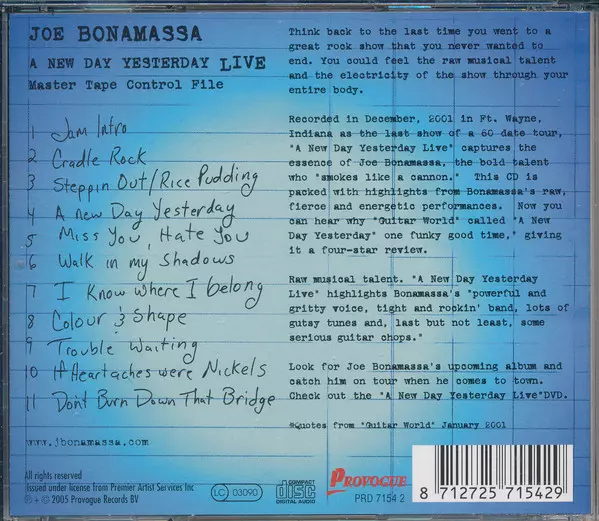 JOE BONAMASSA
A NEW DAY YESTERDAY LIVE
Master Tape Control File
1 Jam Intro
2 Cradle Rock
3 Steppin Out/Rice Pudding
4 A new Day Yesterday
5 Miss You, Hate You
6 Walk in my Shadows
7 I Know Where I belong
8 Colour & Shape
9 Trouble Waiting
10 If Heartaches were Nickels
11 Don't Burn Down That Bridge
www.jbonamassa.com
Think back to the last time you went to a
great rock show that you never wanted to
end. You could feel the raw musical talent
and the electricity of the show through your
entire body.
Recorded in December, 2001 in Ft. Wayne,
Indiana as the last show of a 60 date tour,
"A New Day Yesterday Live" captures the
essence of Joe Bonamassa, the bold talent
who "smokes like a cannon." This CD is
packed with highlights from Bonamassa's raw,
fierce and energetic performances. Now you
can hear why "Guitar World" called "A New
Day Yesterday" one funky good time," giving
it a four-star review.
Raw musical talent. "A New Day Yesterday
Live" highlights Bonamassa's "powerful and
gritty voice, tight and rockin' band, lots of
gutsy tunes and, last but not least, some
serious guitar chops."
Look for Joe Bonamassa's upcoming album and
catch him on tour when he comes to town.
Check out the "A New Day Yesterday Live"DVD.
*Quotes from "Guitar World" January 2001
All rights reserved
Issued under license from Premier Artist Services Inc
℗ + © 2005 Provogue Records BV
LC 03090
COMPACT
disc
DIGITAL AUDIO
PROVOGUE
PRD 7154 2
8 712725 715429